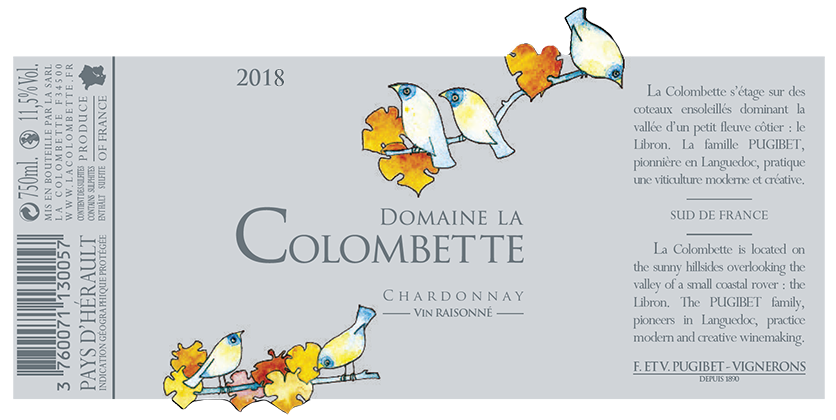 2018
DOMAINE LA
COLOMBETTE
CHARDONNAY
VIN RAISONNÉ
La Colombette s'étage sur des
coteaux ensoleillés dominant la
vallée d'un petit fleuve côtier : le
Libron. La famille PUGIBET,
pionnière en Languedoc, pratique
une viticulture moderne et créative.
SUD DE FRANCE
La Colombette is located on
the sunny hillsides overlooking the
valley of a small coastal rover : the
Libron. The PUGIBET family,
pioneers in Languedoc, practice
modern and creative winemaking.
F. ET V. PUGIBET - VIGNERONS
DEPUIS 1890
750ml. 11,5% Vol.
MIS EN BOUTEILLE PAR LA SARL
LA COLOMBETTE F34500
WWW.LACOLOMBETTE.FR
CONTIENT DES SULFITES
CONTAINS SULPHITES
ENTHÄLT SULFITE
PRODUCE
OF FRANCE
3 760071 130057
PAYS D'HÉRAULT
INDICATION GÉOGRAPHIQUE PROTÉGÉE